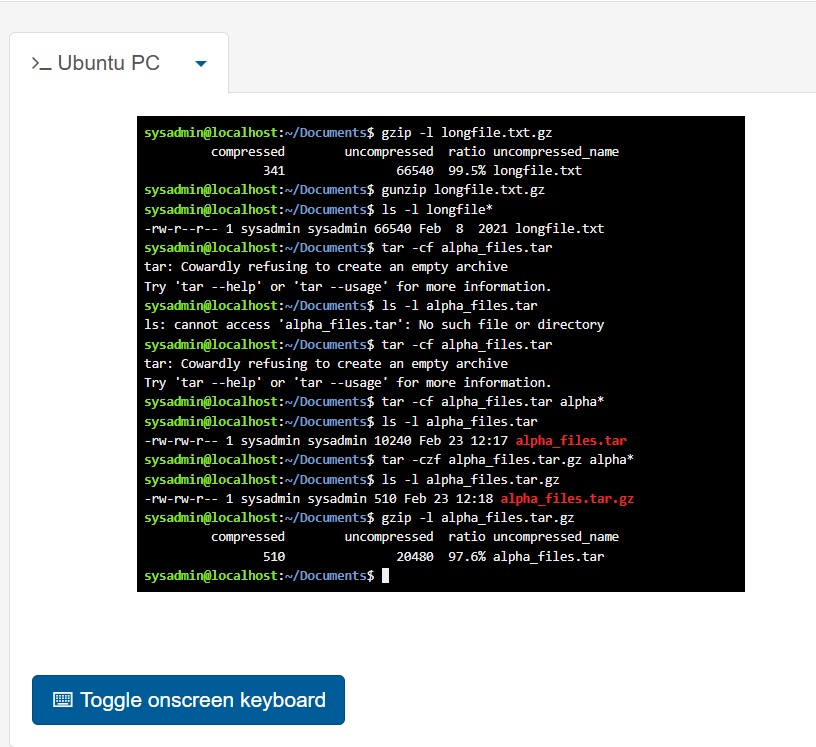 >_ Ubuntu PC
sysadmin@localhost:~/Documents$ gzip -l longfile.txt.gz
         compressed        uncompressed  ratio uncompressed_name
                341               66540  99.5% longfile.txt
sysadmin@localhost:~/Documents$ gunzip longfile.txt.gz
sysadmin@localhost:~/Documents$ ls -l longfile*
-rw-r--r-- 1 sysadmin sysadmin 66540 Feb  8  2021 longfile.txt
sysadmin@localhost:~/Documents$ tar -cf alpha_files.tar
tar: Cowardly refusing to create an empty archive
Try 'tar --help' or 'tar --usage' for more information.
sysadmin@localhost:~/Documents$ ls -l alpha_files.tar
ls: cannot access 'alpha_files.tar': No such file or directory
sysadmin@localhost:~/Documents$ tar -cf alpha_files.tar
tar: Cowardly refusing to create an empty archive
Try 'tar --help' or 'tar --usage' for more information.
sysadmin@localhost:~/Documents$ tar -cf alpha_files.tar alpha*
sysadmin@localhost:~/Documents$ ls -l alpha_files.tar
-rw-rw-r-- 1 sysadmin sysadmin 10240 Feb 23 12:17 alpha_files.tar
sysadmin@localhost:~/Documents$ tar -czf alpha_files.tar.gz alpha*
sysadmin@localhost:~/Documents$ ls -l alpha_files.tar.gz
-rw-rw-r-- 1 sysadmin sysadmin 510 Feb 23 12:18 alpha_files.tar.gz
sysadmin@localhost:~/Documents$ gzip -l alpha_files.tar.gz
         compressed        uncompressed  ratio uncompressed_name
                510               20480  97.6% alpha_files.tar
sysadmin@localhost:~/Documents$
Toggle onscreen keyboard